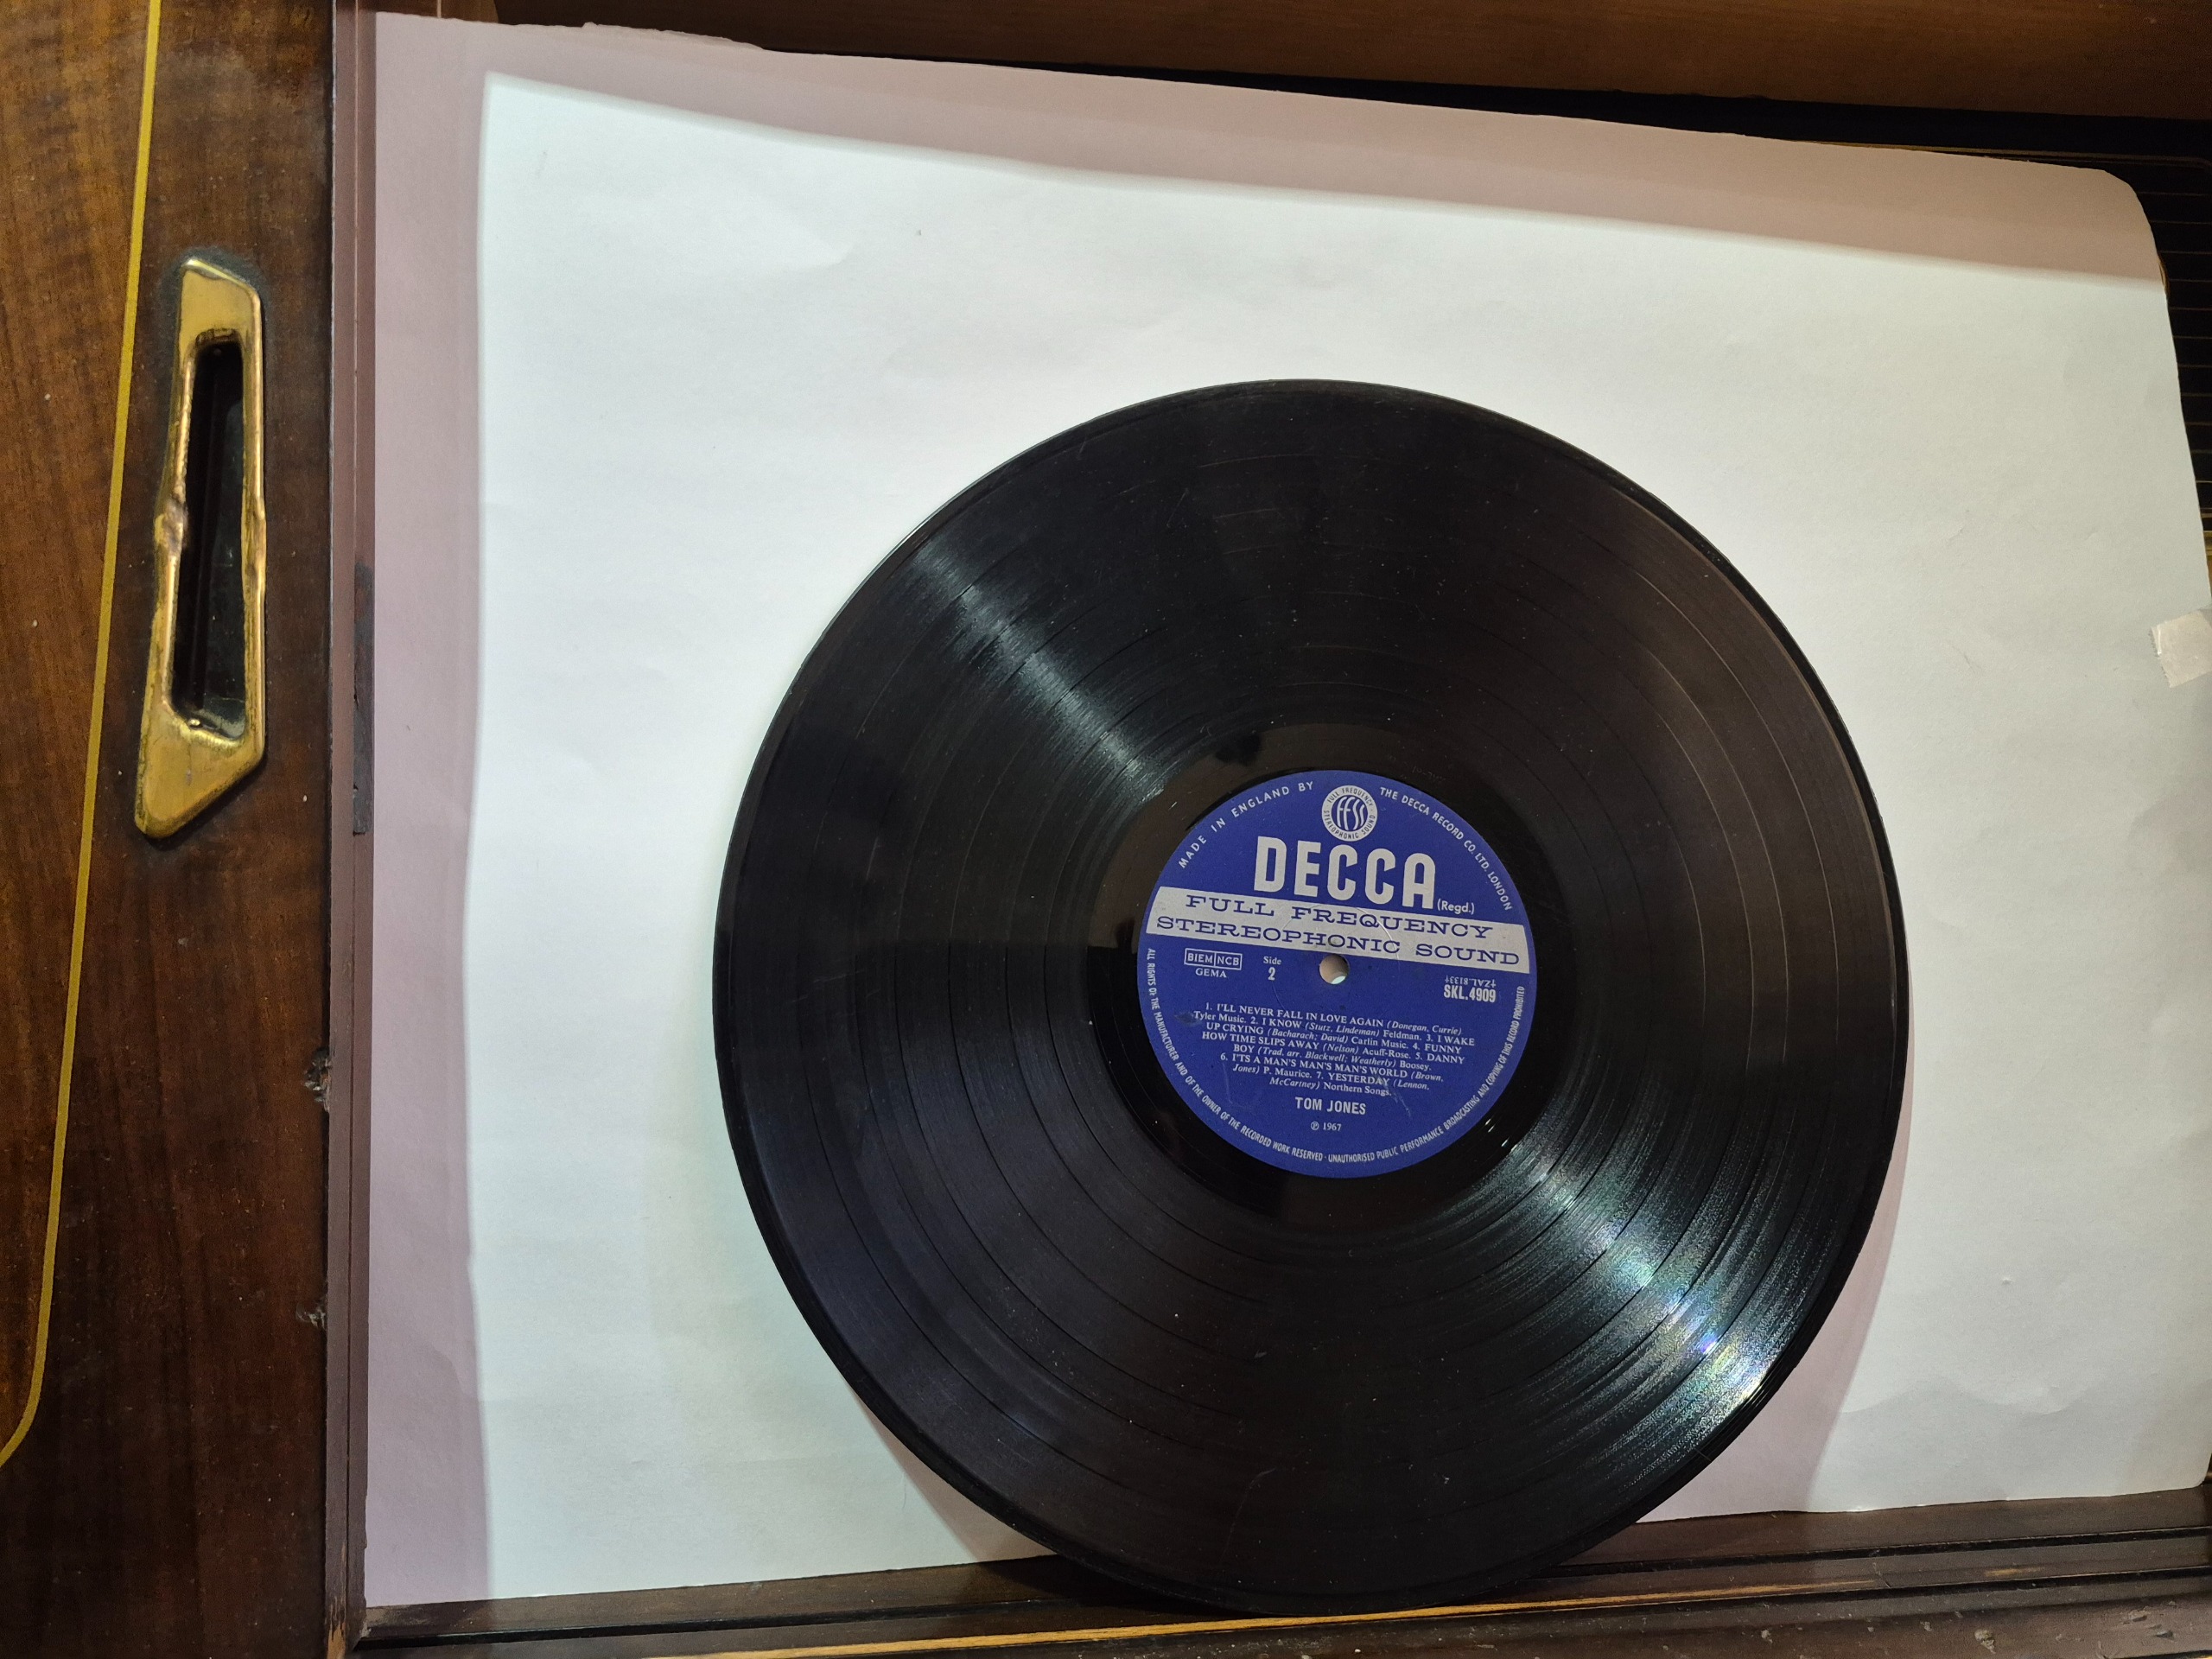 MADE IN ENGLAND BY THE DECCA RECORD CO. LTD. LONDON
FULL FREQUENCY
FFSS
STEREOPHONIC SOUND
DECCA (Regd.)
FULL FREQUENCY
STEREOPHONIC SOUND
BIEM NCB
GEMA
Side
2
‡ZAL.8133‡
SKL.4909
1. I'LL NEVER FALL IN LOVE AGAIN (Donegan, Currie)
Tyler Music. 2. I KNOW (Stutz, Lindeman) Feldman. 3. I WAKE
UP CRYING (Bacharach; David) Carlin Music. 4. FUNNY
HOW TIME SLIPS AWAY (Nelson) Acuff-Rose. 5. DANNY
BOY (Trad. arr. Blackwell; Weatherly) Boosey.
6. I'TS A MAN'S MAN'S MAN'S WORLD (Brown,
Jones) P. Maurice. 7. YESTERDAY (Lennon,
McCartney) Northern Songs.
TOM JONES
℗ 1967
ALL RIGHTS OF THE MANUFACTURER AND OF THE OWNER OF THE RECORDED WORK RESERVED · UNAUTHORISED PUBLIC PERFORMANCE BROADCASTING AND COPYING OF THIS RECORD PROHIBITED